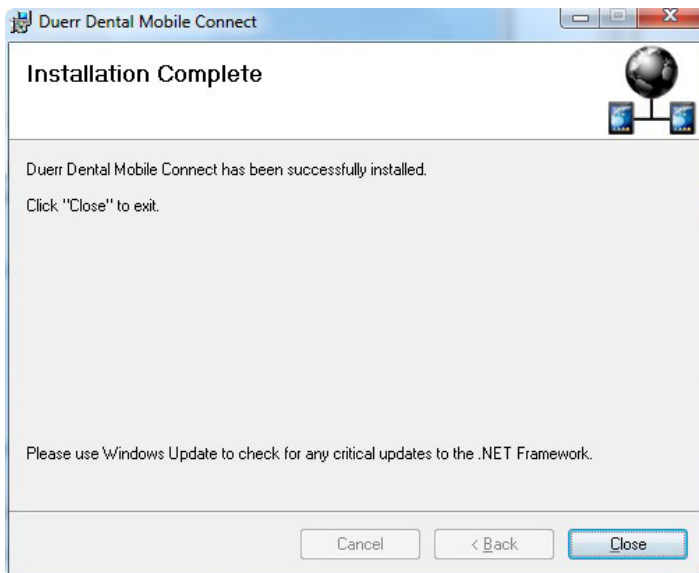 Duerr Dental Mobile Connect
Installation Complete
Duerr Dental Mobile Connect has been successfully installed.
Click "Close" to exit.
Please use Windows Update to check for any critical updates to the .NET Framework.
Cancel
< Back
Close